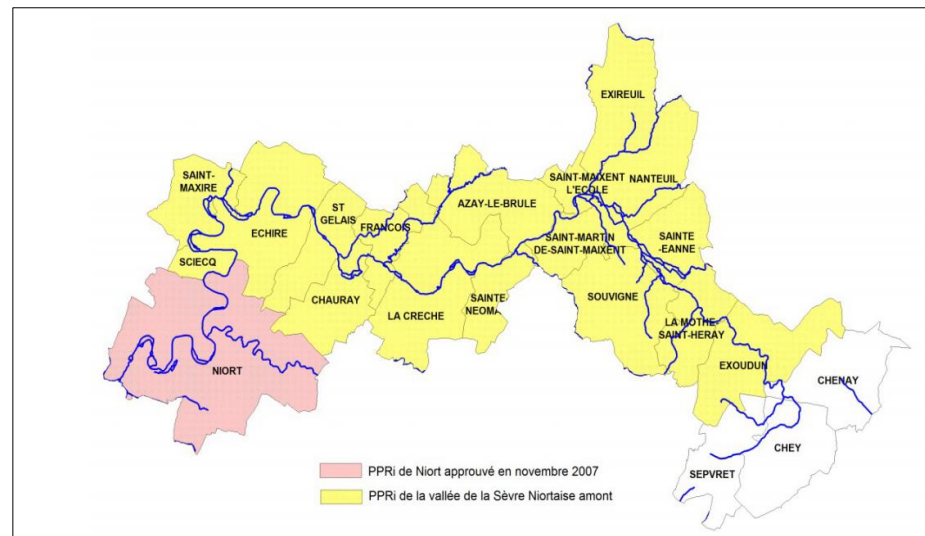 EXIREUIL
SAINT-
MAXIRE
SAINT-MAIXENT
L'ECOLE
NANTEUIL
ST
GELAIS
AZAY-LE-BRULE
FRANCOIS
ECHIRE
SAINT-MARTIN
DE-SAINT-MAIXENT
SAINTE
-EANNE
SCIECQ
CHAURAY
LA CRECHE
SAINTE
NEOMA
SOUVIGNE
LA MOTHE-
SAINT-HERAY
EXOUDUN
NIORT
CHENAY
CHEY
SEPVRET
PPRi de Niort approuvé en novembre 2007
PPRi de la vallée de la Sèvre Niortaise amont